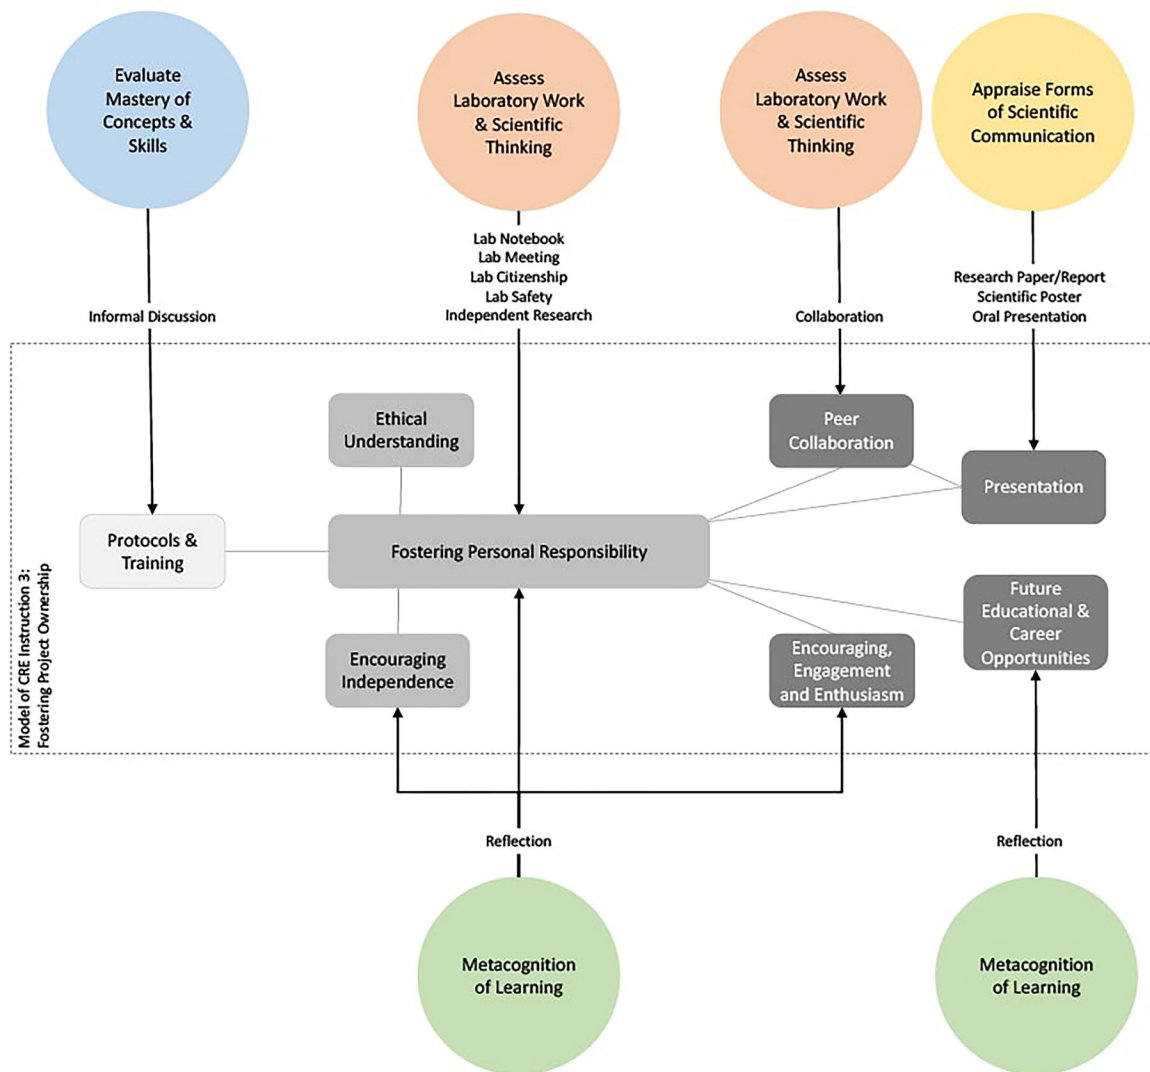 Evaluate
Mastery of
Concepts &
Skills
Assess
Laboratory Work
& Scientific
Thinking
Assess
Laboratory Work
& Scientific
Thinking
Appraise Forms
of Scientific
Communication
Informal Discussion
Lab Notebook
Lab Meeting
Lab Citizenship
Lab Safety
Independent Research
Collaboration
Research Paper/Report
Scientific Poster
Oral Presentation
Model of CRE Instruction 3:
Fostering Project Ownership
Ethical
Understanding
Peer
Collaboration
Presentation
Protocols &
Training
Fostering Personal Responsibility
Encouraging
Independence
Encouraging,
Engagement
and Enthusiasm
Future
Educational &
Career
Opportunities
Reflection
Reflection
Metacognition
of Learning
Metacognition
of Learning